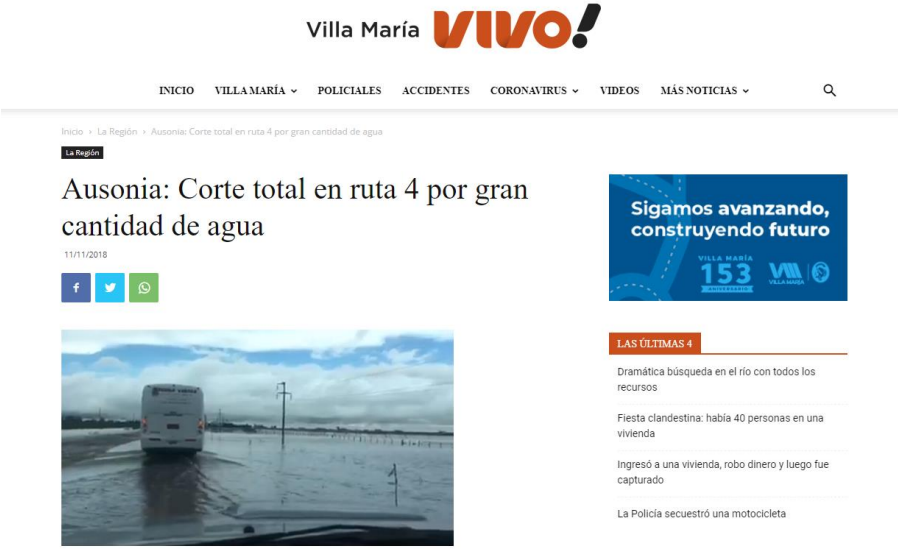 Villa María VIVO!
INICIO VILLA MARÍA POLICIALES ACCIDENTES CORONAVIRUS VIDEOS MÁS NOTICIAS
Inicio › La Región › Ausonia: Corte total en ruta 4 por gran cantidad de agua
La Región
Ausonia: Corte total en ruta 4 por gran
cantidad de agua
11/11/2018
Sigamos avanzando,
construyendo futuro
VILLA MARÍA
153
ANIVERSARIO
VILLA MARÍA
LAS ÚLTIMAS 4
Dramática búsqueda en el río con todos los
recursos
Fiesta clandestina: había 40 personas en una
vivienda
Ingresó a una vivienda, robo dinero y luego fue
capturado
La Policía secuestró una motocicleta